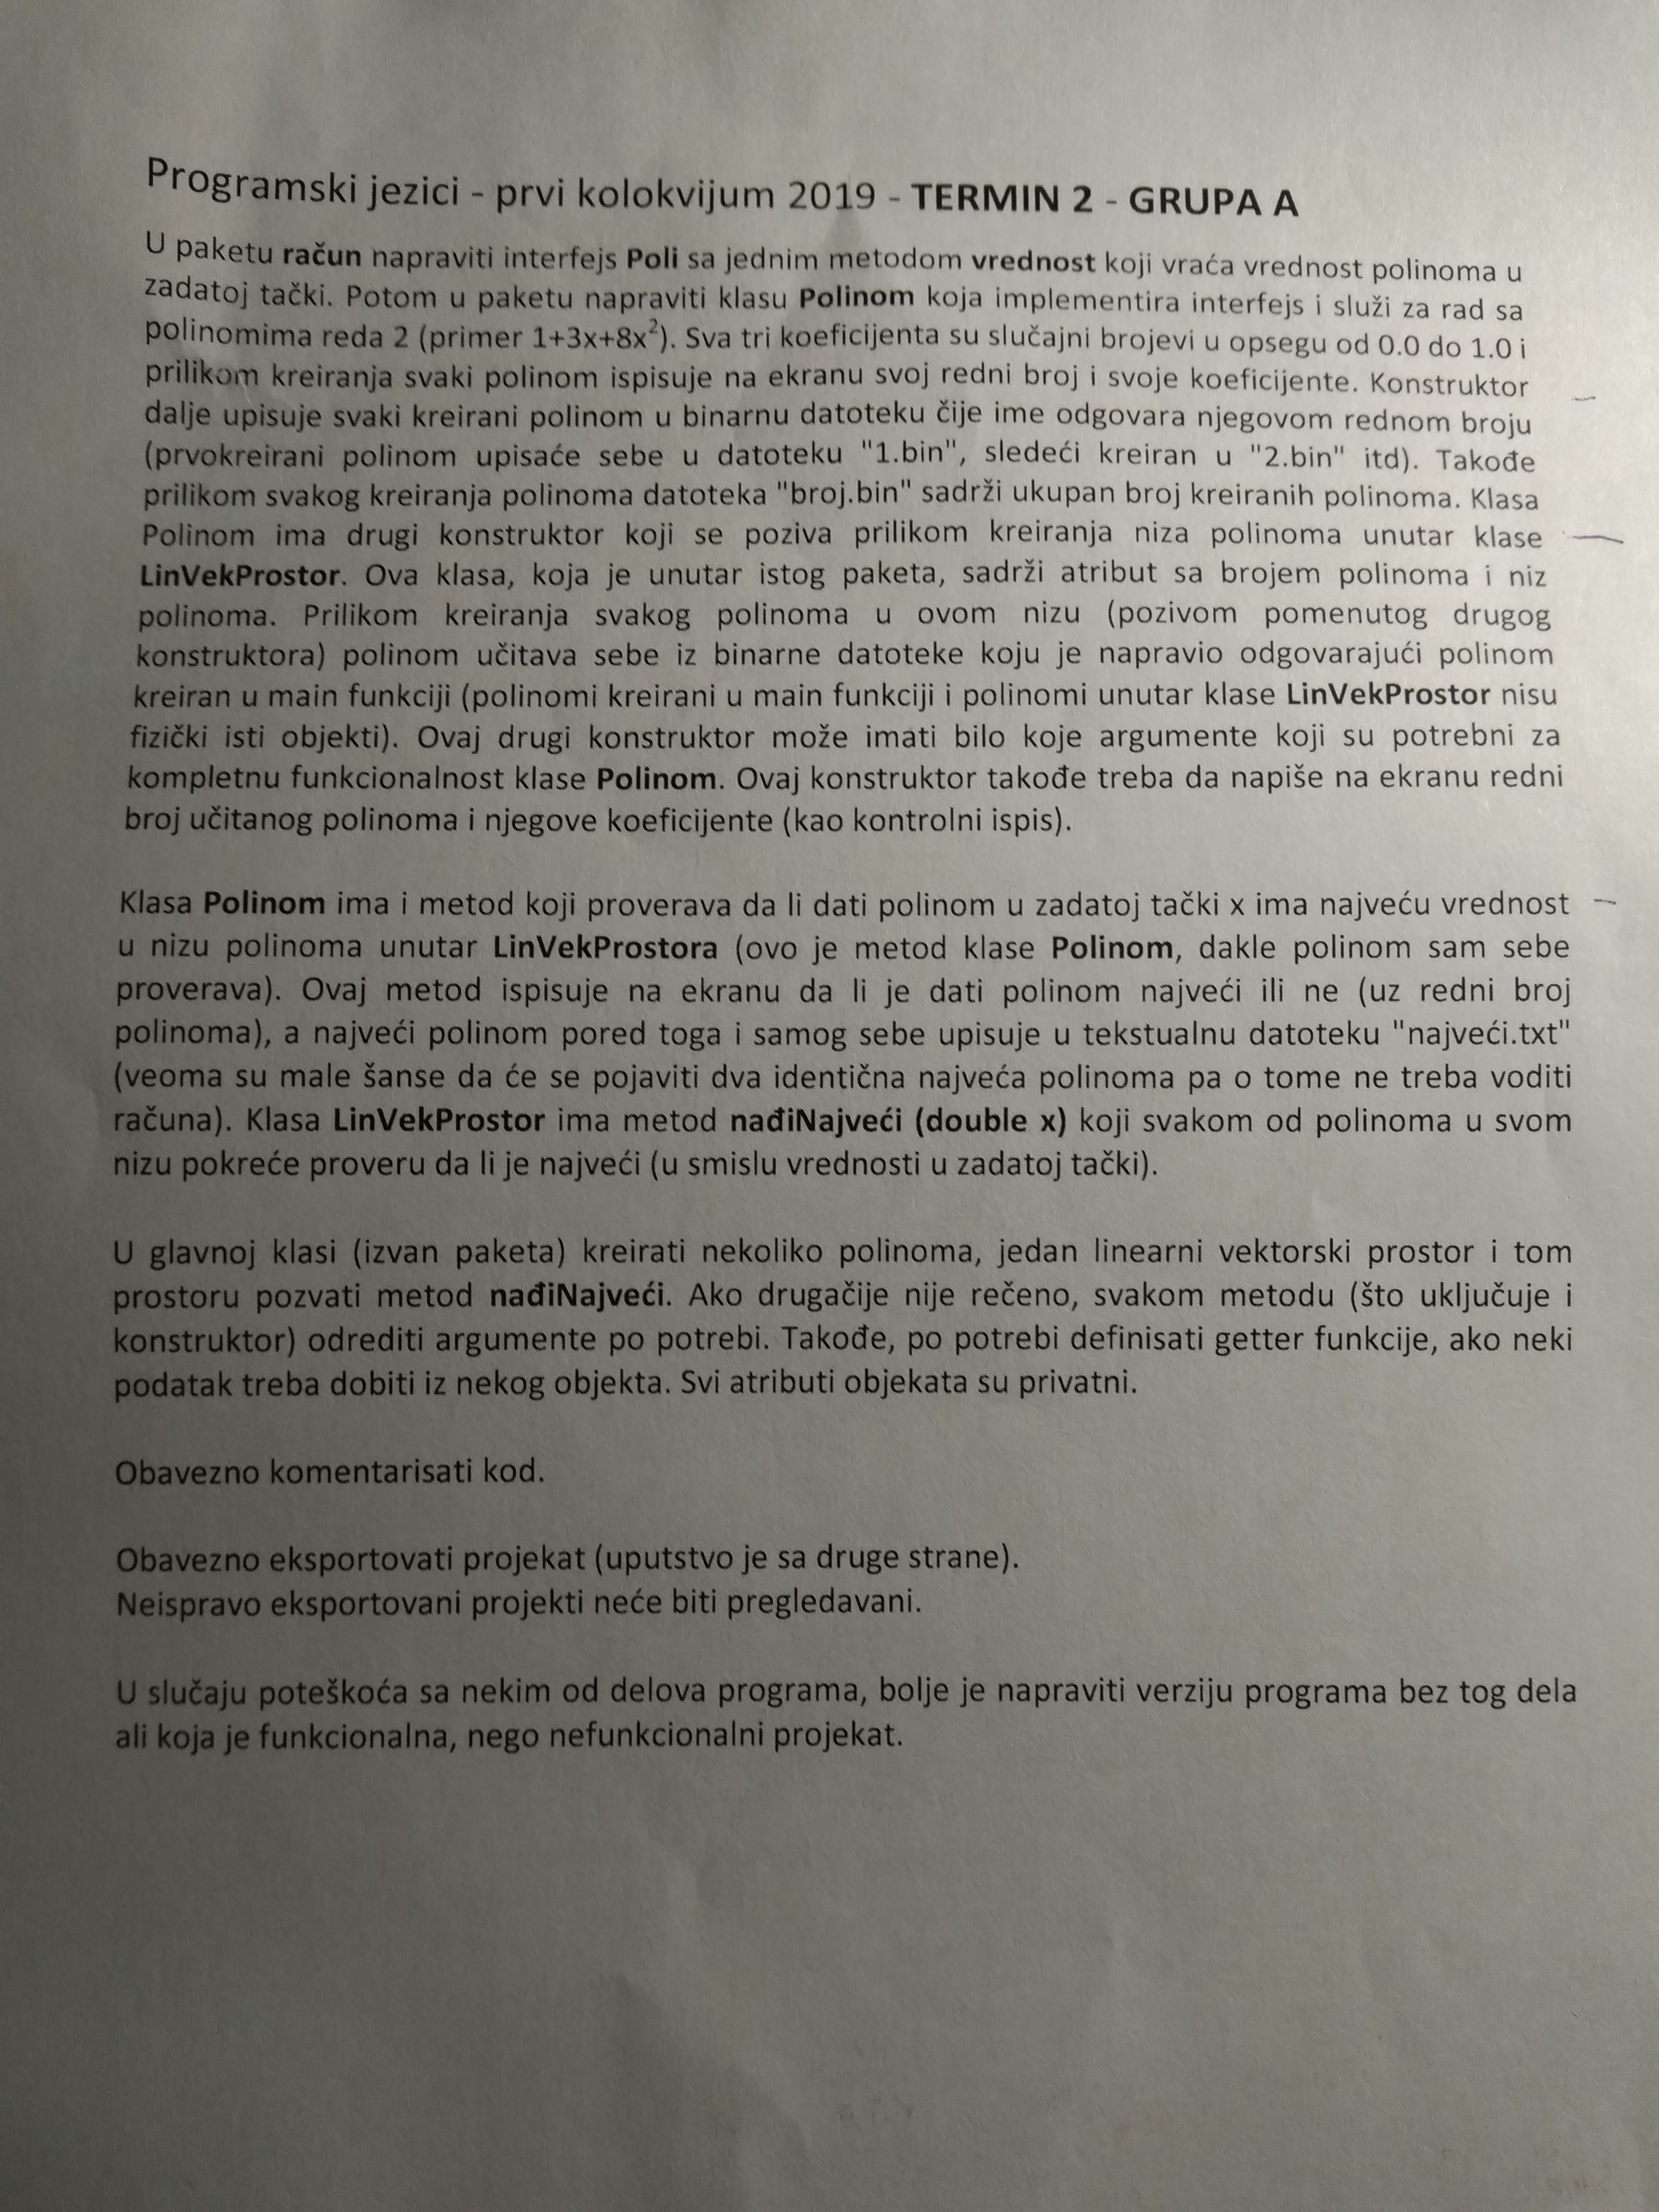 Programski jezici - prvi kolokvijum 2019 - TERMIN 2 - GRUPA A
U paketu račun napraviti interfejs Poli sa jednim metodom vrednost koji vraća vrednost polinoma u
zadatoj tački. Potom u paketu napraviti klasu Polinom koja implementira interfejs i služi za rad sa
polinomima reda 2 (primer 1+3x+8x²). Sva tri koeficijenta su slučajni brojevi u opsegu od 0.0 do 1.0 i
prilikom kreiranja svaki polinom ispisuje na ekranu svoj redni broj i svoje koeficijente. Konstruktor
dalje upisuje svaki kreirani polinom u binarnu datoteku čije ime odgovara njegovom rednom broju
(prvokreirani polinom upisaće sebe u datoteku "1.bin", sledeći kreiran u "2.bin" itd). Takođe
prilikom svakog kreiranja polinoma datoteka "broj.bin" sadrži ukupan broj kreiranih polinoma. Klasa
Polinom ima drugi konstruktor koji se poziva prilikom kreiranja niza polinoma unutar klase
LinVekProstor. Ova klasa, koja je unutar istog paketa, sadrži atribut sa brojem polinoma i niz
polinoma. Prilikom kreiranja svakog polinoma u ovom nizu (pozivom pomenutog drugog
konstruktora) polinom učitava sebe iz binarne datoteke koju je napravio odgovarajući polinom
kreiran u main funkciji (polinomi kreirani u main funkciji i polinomi unutar klase LinVekProstor nisu
fizički isti objekti). Ovaj drugi konstruktor može imati bilo koje argumente koji su potrebni za
kompletnu funkcionalnost klase Polinom. Ovaj konstruktor takođe treba da napiše na ekranu redni
broj učitanog polinoma i njegove koeficijente (kao kontrolni ispis).
Klasa Polinom ima i metod koji proverava da li dati polinom u zadatoj tački x ima najveću vrednost
u nizu polinoma unutar LinVekProstora (ovo je metod klase Polinom, dakle polinom sam sebe
proverava). Ovaj metod ispisuje na ekranu da li je dati polinom najveći ili ne (uz redni broj
polinoma), a najveći polinom pored toga i samog sebe upisuje u tekstualnu datoteku "najveći.txt"
(veoma su male šanse da će se pojaviti dva identična najveća polinoma pa o tome ne treba voditi
računa). Klasa LinVekProstor ima metod nađiNajveći (double x) koji svakom od polinoma u svom
nizu pokreće proveru da li je najveći (u smislu vrednosti u zadatoj tački).
U glavnoj klasi (izvan paketa) kreirati nekoliko polinoma, jedan linearni vektorski prostor i tom
prostoru pozvati metod nađiNajveći. Ako drugačije nije rečeno, svakom metodu (što uključuje i
konstruktor) odrediti argumente po potrebi. Takođe, po potrebi definisati getter funkcije, ako neki
podatak treba dobiti iz nekog objekta. Svi atributi objekata su privatni.
Obavezno komentarisati kod.
Obavezno eksportovati projekat (uputstvo je sa druge strane).
Neispravo eksportovani projekti neće biti pregledavani.
U slučaju poteškoća sa nekim od delova programa, bolje je napraviti verziju programa bez tog dela
ali koja je funkcionalna, nego nefunkcionalni projekat.